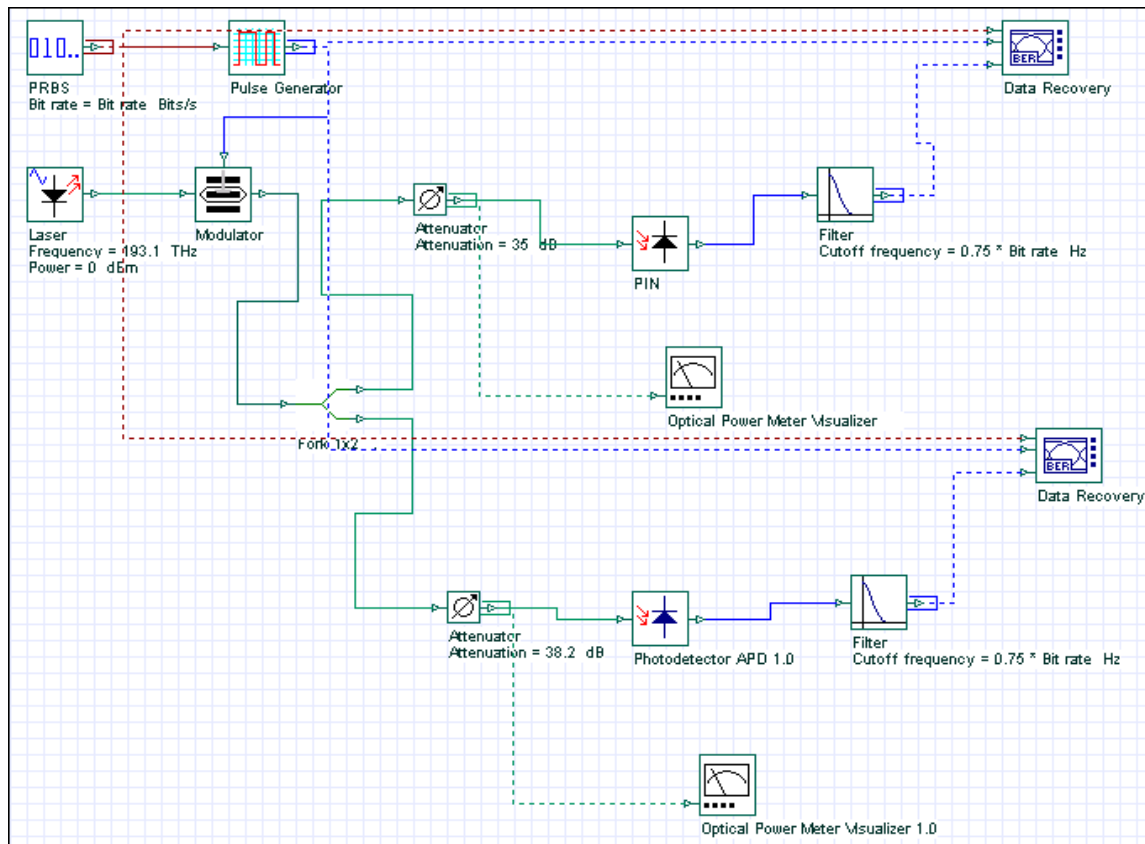 010..
PRBS
Bit rate = Bit rate Bits/s
Pulse Generator
BER
Data Recovery
Laser
Frequency = 193.1 THz
Power = 0 dBm
Modulator
Attenuator
Attenuation = 35 dB
PIN
Filter
Cutoff frequency = 0.75 * Bit rate Hz
Optical Power Meter Visualizer
Fork 1x2
BER
Data Recovery
Attenuator
Attenuation = 38.2 dB
Photodetector APD 1.0
Filter
Cutoff frequency = 0.75 * Bit rate Hz
Optical Power Meter Visualizer 1.0